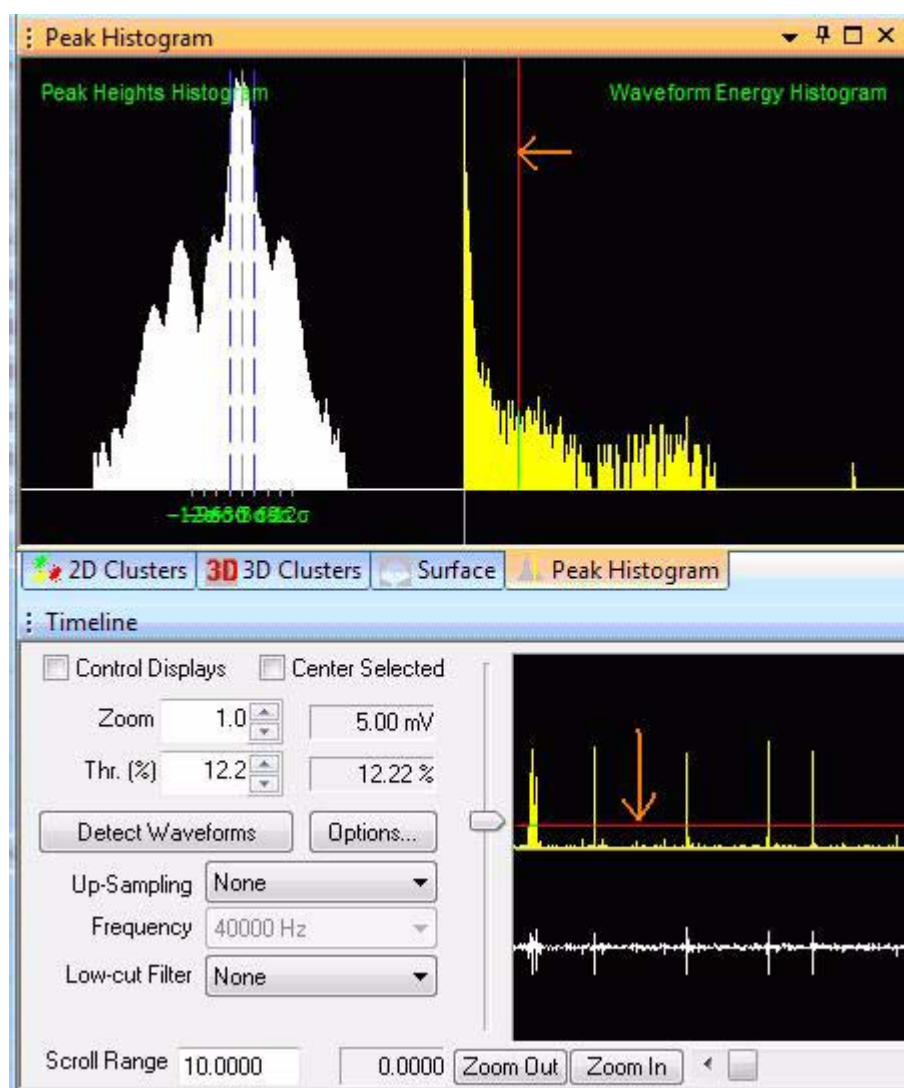 Peak Histogram
Peak Heights Histogram Waveform Energy Histogram
2D Clusters 3D 3D Clusters Surface Peak Histogram
Timeline
Control Displays Center Selected
Zoom 1.0 5.00 mV
Thr. (%) 12.2 12.22 %
Detect Waveforms Options...
Up-Sampling None
Frequency 40000 Hz
Low-cut Filter None
Scroll Range 10.0000 0.0000 Zoom Out Zoom In